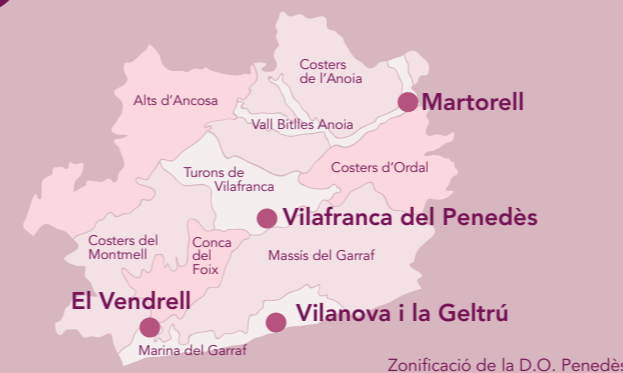 Costers
de l'Anoia
Alts d'Ancosa
Martorell
Vall Bitlles Anoia
Costers d'Ordal
Turons de
Vilafranca
Vilafranca del Penedès
Costers del
Montmell
Conca
del
Foix
Massís del Garraf
El Vendrell
Vilanova i la Geltrú
Marina del Garraf
Zonificació de la D.O. Penedès